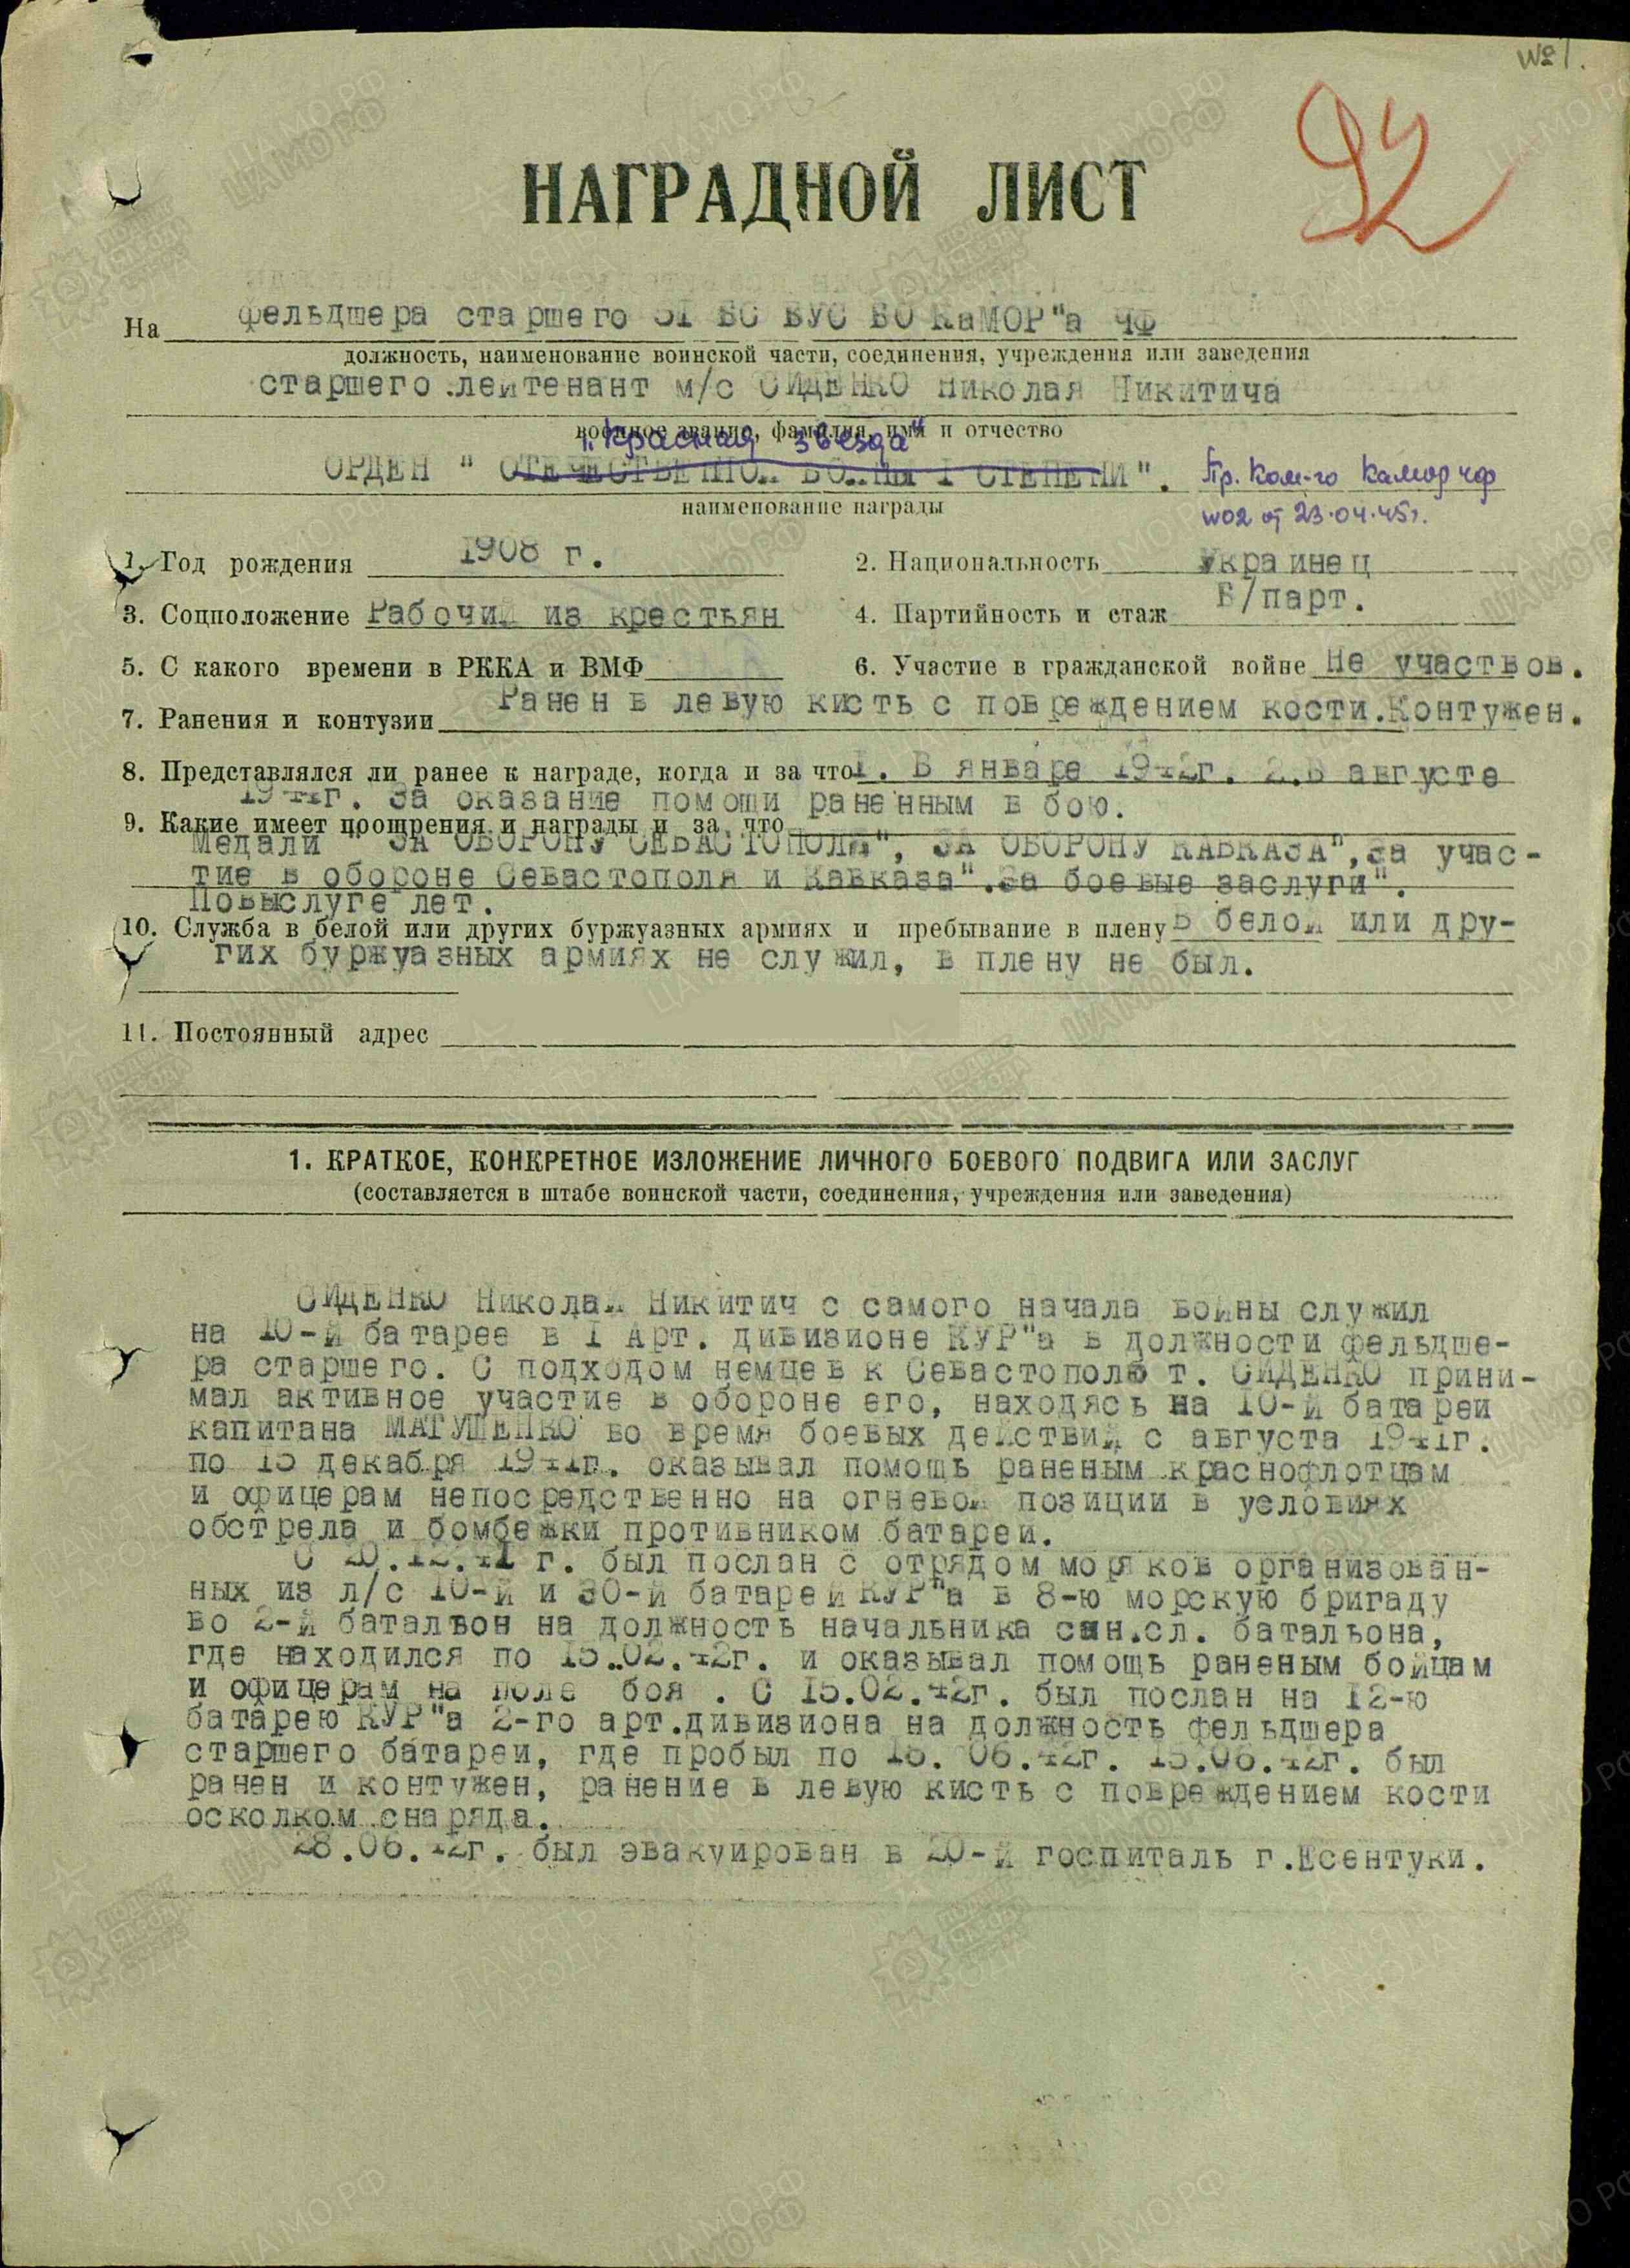 №1.
92
НАГРАДНОЙ ЛИСТ
На фельдшера старшего 51 БС ВУС БО КаМОР"а ЧФ
должность, наименование воинской части, соединения, учреждения или заведения
старшего лейтенант м/с СИДЕНКО Николая Никитича
военное звание, фамилия, имя и отчество
"Красная звезда"
ОРДЕН " ОТЕЧЕСТВЕННОЙ ВОЙНЫ I СТЕПЕНИ". Пр. Ком-го Камор ЧФ
наименование награды
№02 от 23.04.45г.
1. Год рождения 1908 г. 2. Национальность Украинец
3. Соцположение Рабочий из крестьян 4. Партийность и стаж Б/парт.
5. С какого времени в РККА и ВМФ 6. Участие в гражданской войне Не участвов.
7. Ранения и контузии Ранен в левую кисть с повреждением кости.Контужен.
8. Представлялся ли ранее к награде, когда и за что 1. В январе 1942г. 2.В августе
1941г. За оказание помощи раненным в бою.
9. Какие имеет поощрения и награды и за что
Медали " ЗА ОБОРОНУ СЕВАСТОПОЛЯ", ЗА ОБОРОНУ КАВКАЗА",за учас-
тие в обороне Севастополя и Кавказа".За боевые заслуги".
Повыслуге лет.
10. Служба в белой или других буржуазных армиях и пребывание в плену В белой или дру-
гих буржуазных армиях не служил, в плену не был.
11. Постоянный адрес
1. КРАТКОЕ, КОНКРЕТНОЕ ИЗЛОЖЕНИЕ ЛИЧНОГО БОЕВОГО ПОДВИГА ИЛИ ЗАСЛУГ
(составляется в штабе воинской части, соединения, учреждения или заведения)
СИДЕНКО Николай Никитич с самого начала войны служил
на 10-й батарее в I Арт. дивизионе КУР"а в должности фельдше-
ра старшего. С подходом немцев к Севастополю т. СИДЕНКО прини-
мал активное участие в обороне его, находясь на 10-й батареи
капитана МАТУШЕНКО во время боевых действий с августа 1941г.
по 15 декабря 1941г. оказывал помощь раненым краснофлотцам
и офицерам непосредственно на огневой позиции в условиях
обстрела и бомбежки противником батареи.
С 20.12.41 г. был послан с отрядом моряков организован-
ных из л/с 10-й и 30-й батарей КУР"а в 8-ю морскую бригаду
во 2-й батальон на должность начальника сан.сл. батальона,
где находился по 15.02.42г. и оказывал помощь раненым бойцам
и офицерам на поле боя . С 15.02.42г. был послан на 12-ю
батарею КУР"а 2-го арт.дивизиона на должность фельдшера
старшего батареи, где пробыл по 15. 06.42г. 15.06.42г. был
ранен и контужен, ранение в левую кисть с повреждением кости
осколком снаряда.
28.06.42г. был эвакуирован в 20-й госпиталь г.Есентуки.